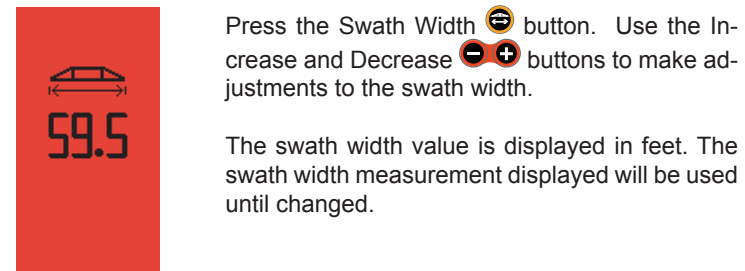 59.5
Press the Swath Width button. Use the In-
crease and Decrease buttons to make ad-
justments to the swath width.
The swath width value is displayed in feet. The
swath width measurement displayed will be used
until changed.